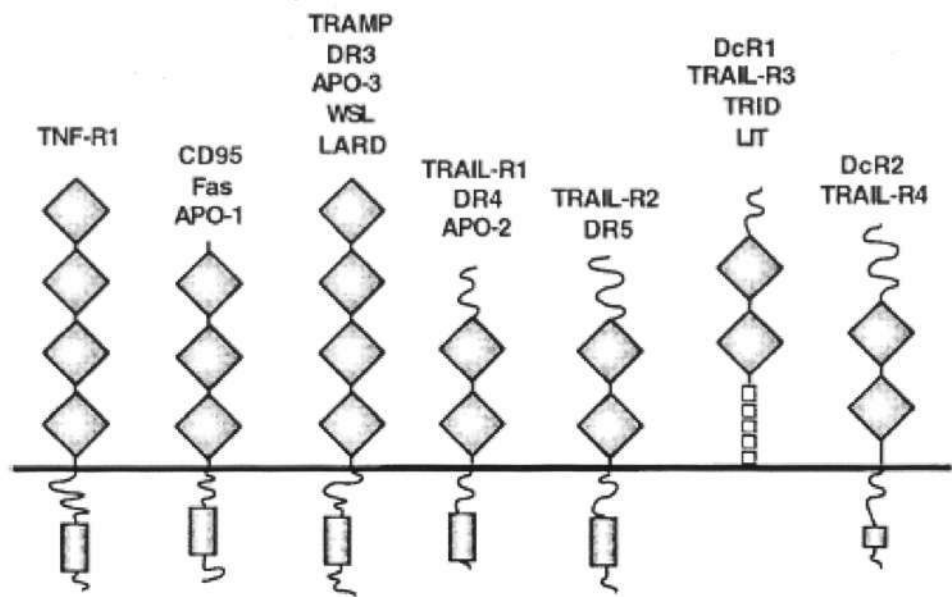 TNF-R1
CD95
Fas
APO-1
TRAMP
DR3
APO-3
WSL
LARD
TRAIL-R1
DR4
APO-2
TRAIL-R2
DR5
DcR1
TRAIL-R3
TRID
LIT
DcR2
TRAIL-R4